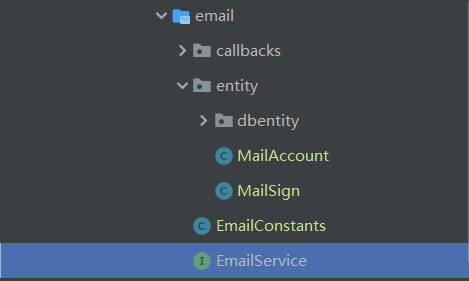 email
callbacks
entity
dbentity
C MailAccount
C MailSign
C EmailConstants
I EmailService